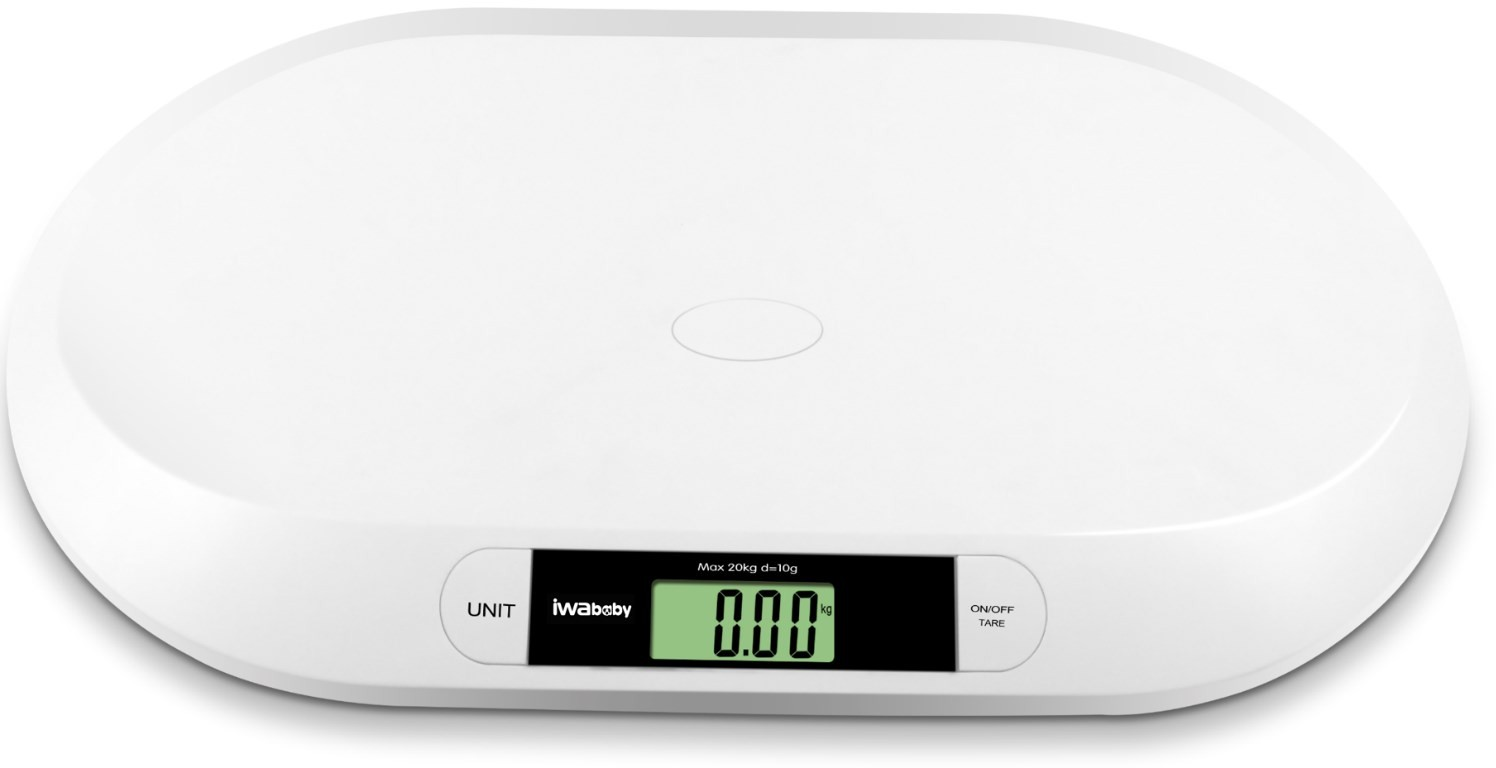 Max 20kg d=10g
UNIT
iwababy
0.00 kg
ON/OFF
TARE